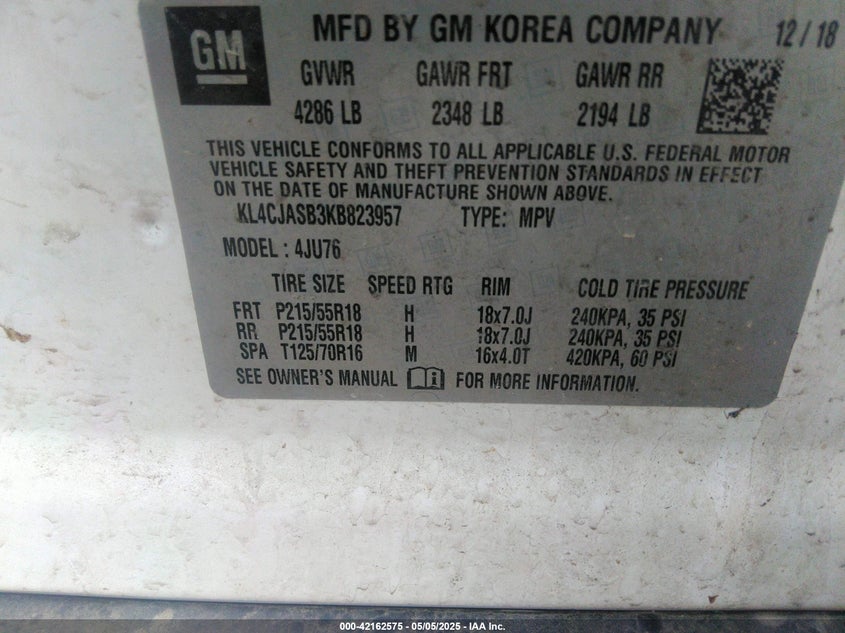 GM
MFD BY GM KOREA COMPANY 12/18
GVWR GAWR FRT GAWR RR
4286 LB 2348 LB 2194 LB
THIS VEHICLE CONFORMS TO ALL APPLICABLE U.S. FEDERAL MOTOR
VEHICLE SAFETY AND THEFT PREVENTION STANDARDS IN EFFECT
ON THE DATE OF MANUFACTURE SHOWN ABOVE.
KL4CJASB3KB823957 TYPE: MPV
MODEL : 4JU76
TIRE SIZE SPEED RTG RIM COLD TIRE PRESSURE
FRT P215/55R18 H 18x7.0J 240KPA, 35 PSI
RR P215/55R18 H 18x7.0J 240KPA, 35 PSI
SPA T125/70R16 M 16x4.0T 420KPA, 60 PSI
SEE OWNER'S MANUAL FOR MORE INFORMATION.
000-42162575 - 05/05/2025 - IAA Inc.